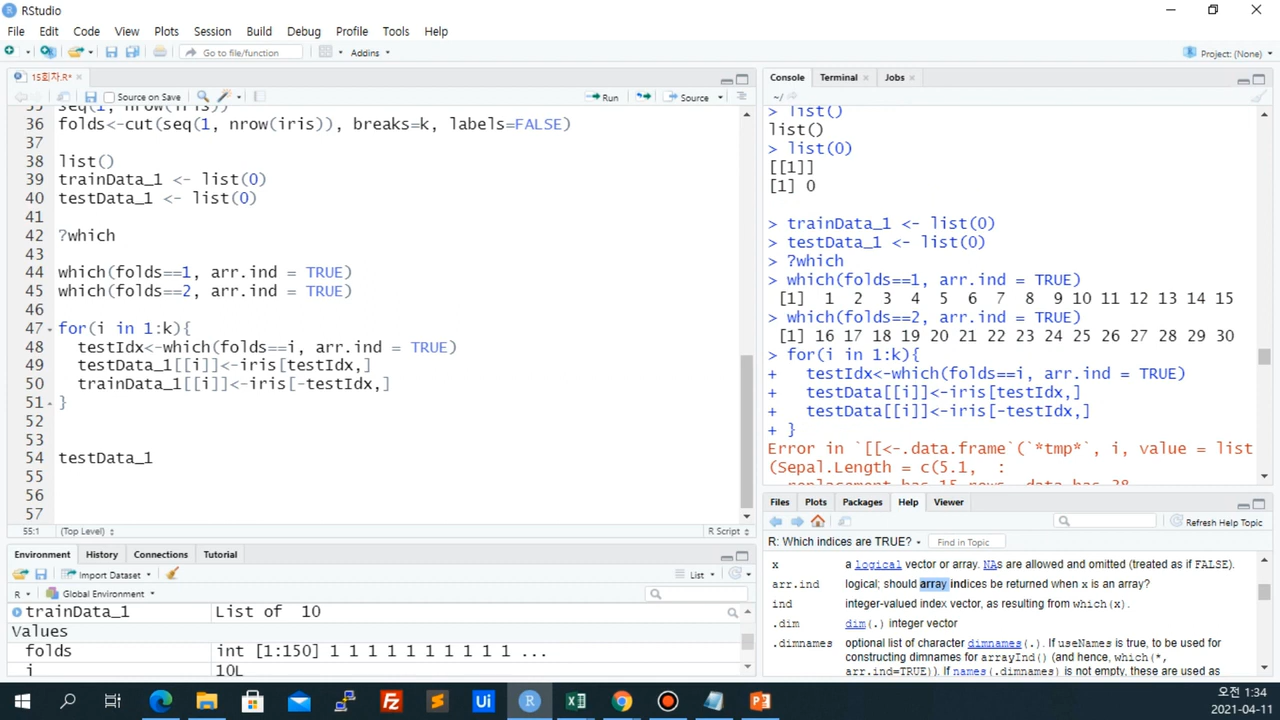 RStudio
File Edit Code View Plots Session Build Debug Profile Tools Help
Go to file/function Addins Project: (None)
15회자.R*
Source on Save Run Source
35 seq(1, nrow(iris))
36 folds<-cut(seq(1, nrow(iris)), breaks=k, labels=FALSE)
37
38 list()
39 trainData_1 <- list(0)
40 testData_1 <- list(0)
41
42 ?which
43
44 which(folds==1, arr.ind = TRUE)
45 which(folds==2, arr.ind = TRUE)
46
47 for(i in 1:k){
48 testIdx<-which(folds==i, arr.ind = TRUE)
49 testData_1[[i]]<-iris[testIdx,]
50 trainData_1[[i]]<-iris[-testIdx,]
51 }
52
53
54 testData_1
55
56
57
55:1 (Top Level) R Script
Environment History Connections Tutorial
Import Dataset List
R Global Environment
trainData_1 List of 10
Values
folds int [1:150] 1 1 1 1 1 1 1 1 1 1 ...
i 10L
Console Terminal Jobs
~/
> list()
list()
> list(0)
[[1]]
[1] 0
> trainData_1 <- list(0)
> testData_1 <- list(0)
> ?which
> which(folds==1, arr.ind = TRUE)
[1] 1 2 3 4 5 6 7 8 9 10 11 12 13 14 15
> which(folds==2, arr.ind = TRUE)
[1] 16 17 18 19 20 21 22 23 24 25 26 27 28 29 30
> for(i in 1:k){
+ testIdx<-which(folds==i, arr.ind = TRUE)
+ testData[[i]]<-iris[testIdx,]
+ testData[[i]]<-iris[-testIdx,]
+ }
Error in `[[<-.data.frame`(`*tmp*`, i, value = list
(Sepal.Length = c(5.1, :
replacement has 15 rows, data has 38
Files Plots Packages Help Viewer
Refresh Help Topic
R: Which indices are TRUE? Find in Topic
x a logical vector or array. NAs are allowed and omitted (treated as if FALSE).
arr.ind logical; should array indices be returned when x is an array?
ind integer-valued index vector, as resulting from which(x).
.dim dim(.) integer vector
.dimnames optional list of character dimnames(.). If useNames is true, to be used for
constructing dimnames for arrayInd() (and hence, which(*,
arr.ind=TRUE)). If names(.dimnames) is not empty, these are used as
오전 1:34
2021-04-11